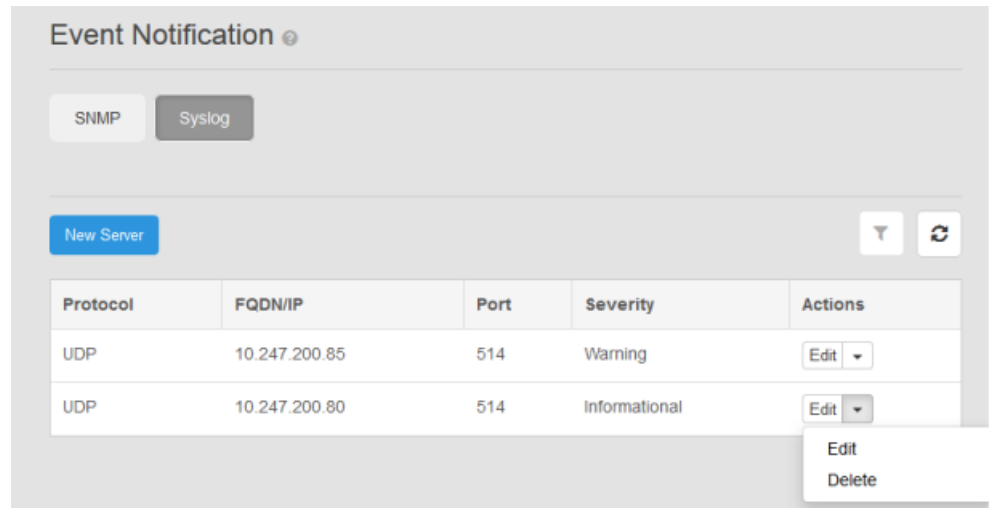 Event Notification
SNMP Syslog
New Server
Protocol FQDN/IP Port Severity Actions
UDP 10.247.200.85 514 Warning Edit
UDP 10.247.200.80 514 Informational Edit
Edit
Delete